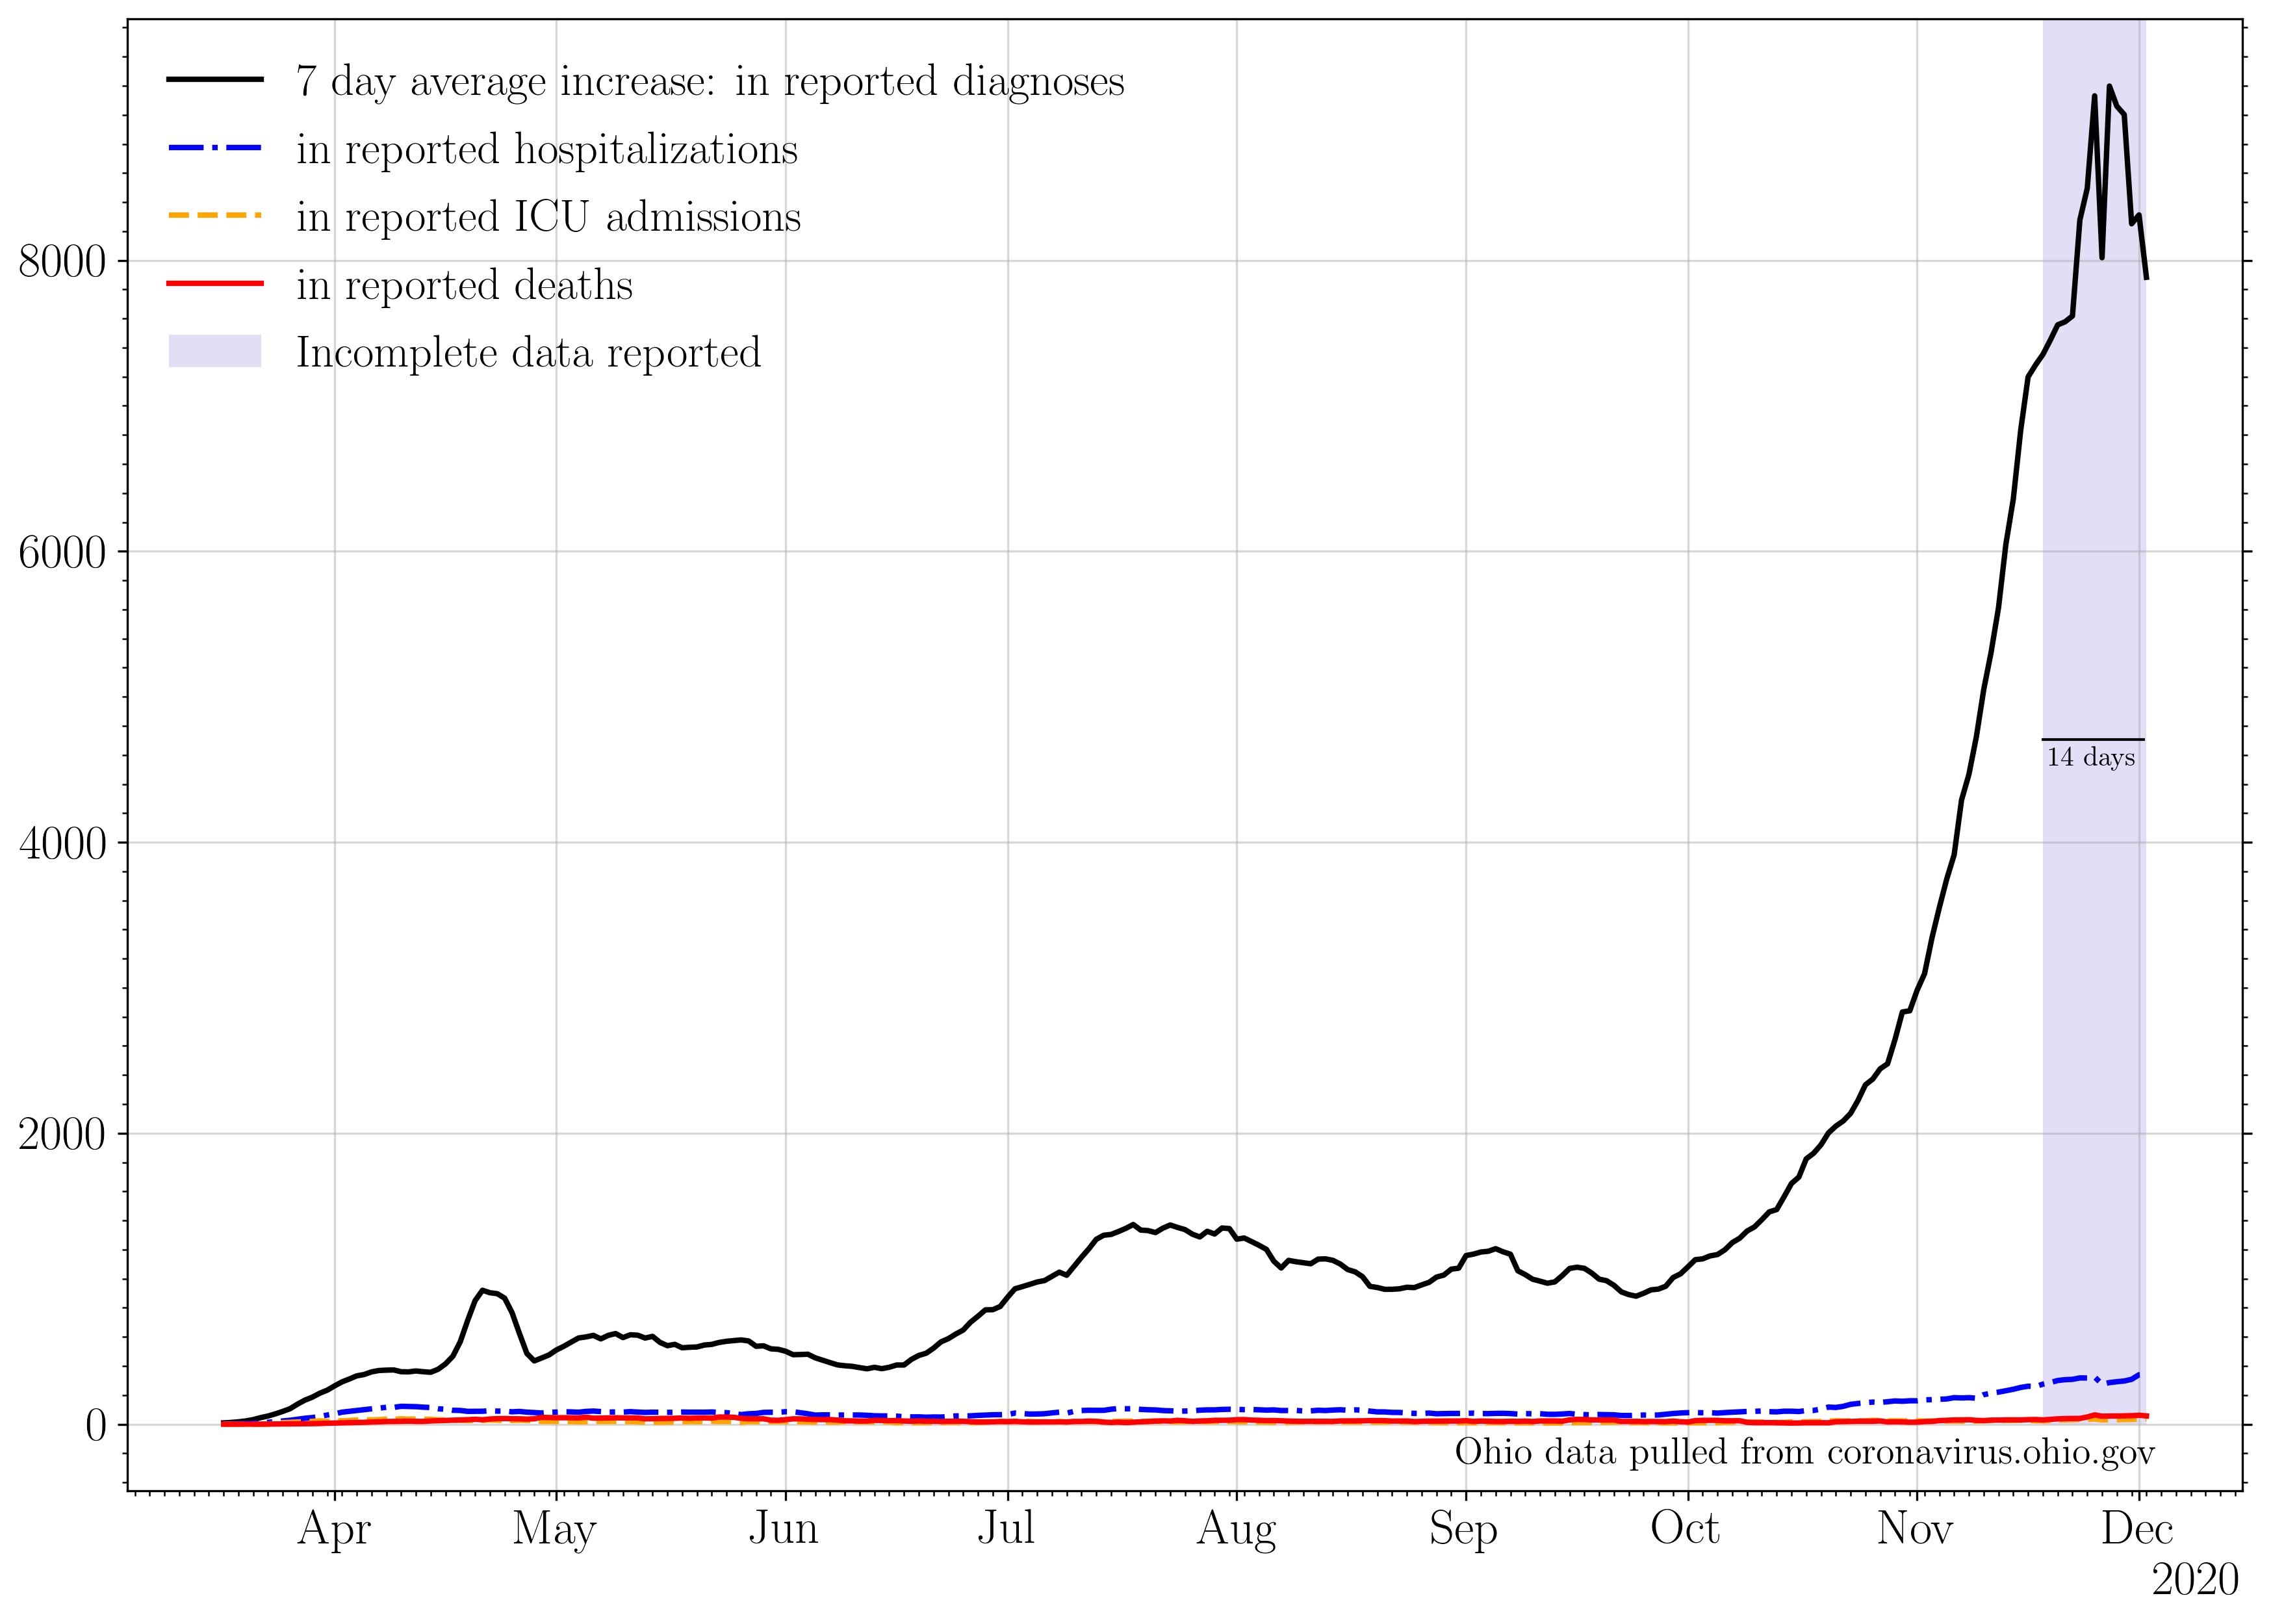 7 day average increase: in reported diagnoses
in reported hospitalizations
in reported ICU admissions
in reported deaths
Incomplete data reported
8000
6000
4000
2000
0
14 days
Ohio data pulled from coronavirus.ohio.gov
Apr May Jun Jul Aug Sep Oct Nov Dec
2020